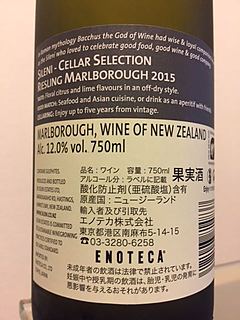 In Roman mythology Bacchus the God of Wine had wise & loyal
the Sileni who loved to celebrate good food, good wine & good
SILENI - CELLAR SELECTION
RIESLING MARLBOROUGH 2015
Floral citrus and lime flavours in an off-dry style.
MATCH: Seafood and Asian cuisine, or drink as an aperitif with friends
CELLARING: Enjoy up to 5 years from vintage
MARLBOROUGH, WINE OF NEW ZEALAND
Alc. 12.0% vol. 750ml
CONTAINS SULPHITES.
PRODUCED AND BOTTLED
品名：ワイン 容量：750ml
アルコール分：ラベルに記載
果実酒
酸化防止剤(亜硫酸塩)含有
原産国：ニュージーランド
輸入者及び引取先
エノテカ株式会社
東京都港区南麻布5-14-15
☎03-3280-6258
ENOTECA®
未成年者の飲酒は法律で禁止されています。
妊娠中や授乳期の飲酒は、胎児・乳児の発育に
悪影響を与えるおそれがあります。